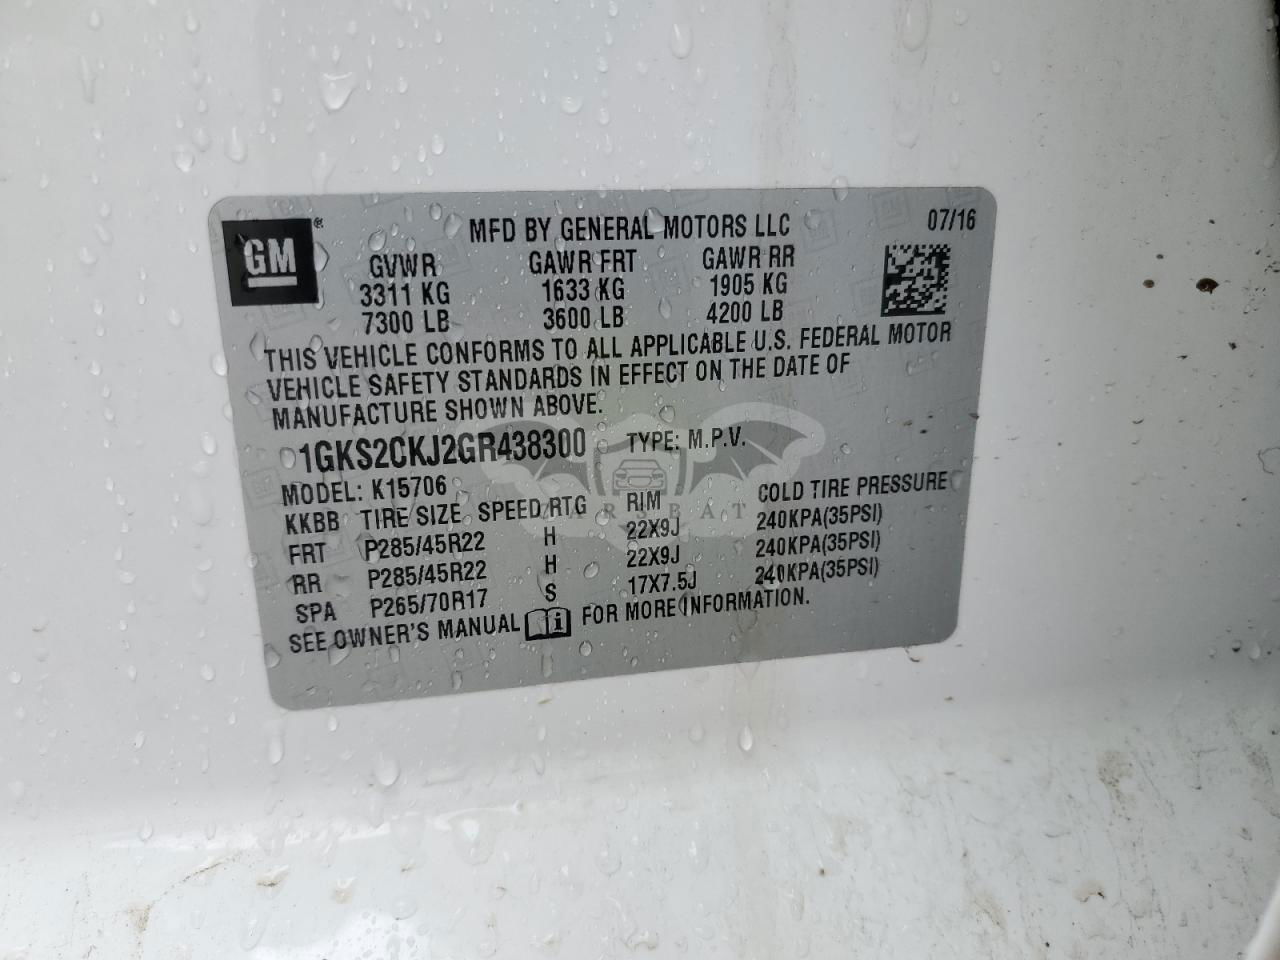 GM®
MFD BY GENERAL MOTORS LLC 07/16
GVWR GAWR FRT GAWR RR
3311 KG 1633 KG 1905 KG
7300 LB 3600 LB 4200 LB
THIS VEHICLE CONFORMS TO ALL APPLICABLE U.S. FEDERAL MOTOR
VEHICLE SAFETY STANDARDS IN EFFECT ON THE DATE OF
MANUFACTURE SHOWN ABOVE.
1GKS2CKJ2GR438300 TYPE: M.P.V.
MODEL: K15706
KKBB TIRE SIZE SPEED RTG RIM COLD TIRE PRESSURE
FRT P285/45R22 H 22X9J 240KPA(35PSI)
RR P285/45R22 H 22X9J 240KPA(35PSI)
SPA P265/70R17 S 17X7.5J 240KPA(35PSI)
SEE OWNER'S MANUAL i FOR MORE INFORMATION.
CARSBAT